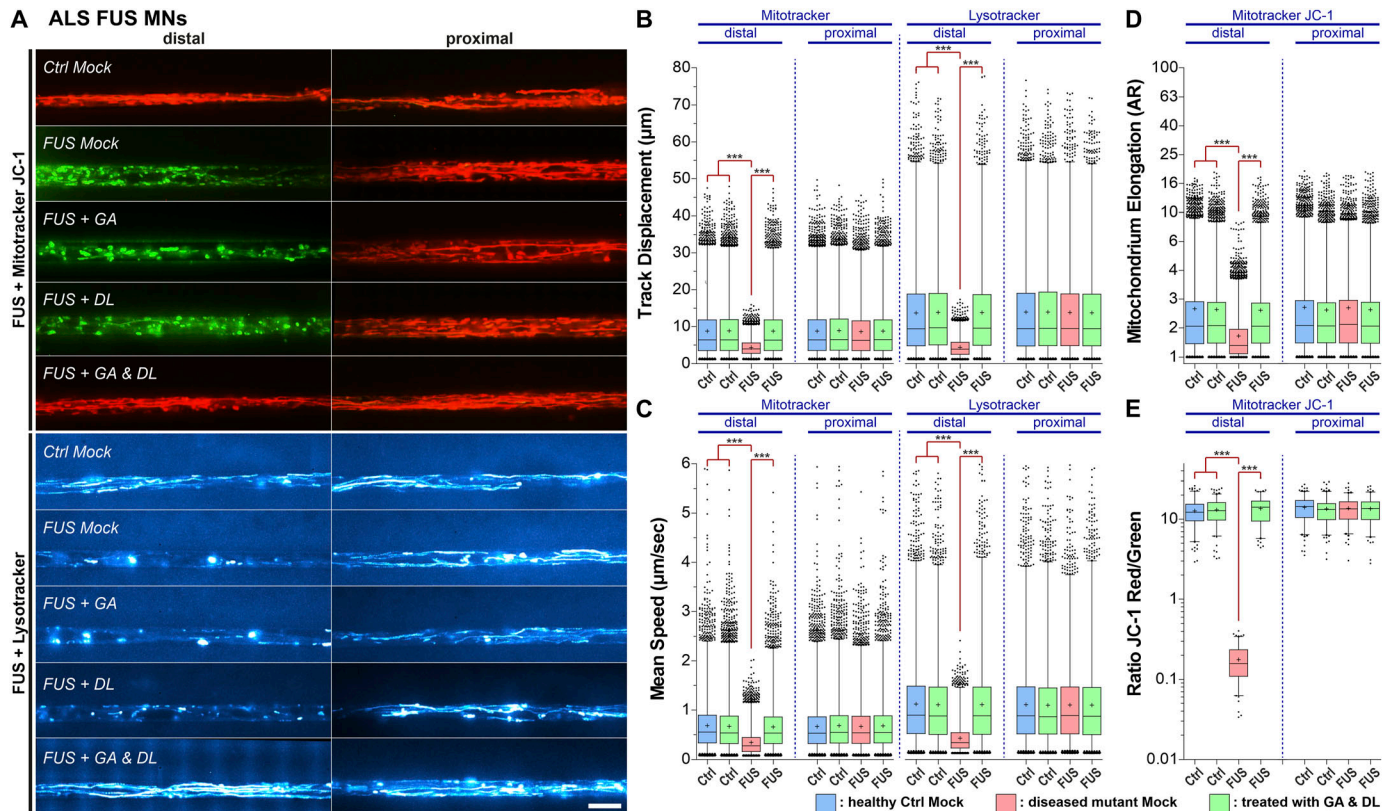 A ALS FUS MNs
distal proximal
FUS + Mitotracker JC-1
Ctrl Mock
FUS Mock
FUS + GA
FUS + DL
FUS + GA & DL
FUS + Lysotracker
Ctrl Mock
FUS Mock
FUS + GA
FUS + DL
FUS + GA & DL
B
Mitotracker Lysotracker
distal proximal distal proximal
Track Displacement (µm)
80
70
60
50
40
30
20
10
0
*** *** *** ***
Ctrl Ctrl FUS FUS Ctrl Ctrl FUS FUS Ctrl Ctrl FUS FUS Ctrl Ctrl FUS FUS
C
Mitotracker Lysotracker
distal proximal distal proximal
Mean Speed (µm/sec)
6
5
4
3
2
1
0
*** *** *** ***
Ctrl Ctrl FUS FUS Ctrl Ctrl FUS FUS Ctrl Ctrl FUS FUS Ctrl Ctrl FUS FUS
D
Mitotracker JC-1
distal proximal
Mitochondrium Elongation (AR)
100
63
40
25
16
10
6
4
3
2
1
*** ***
Ctrl Ctrl FUS FUS Ctrl Ctrl FUS FUS
E
Mitotracker JC-1
distal proximal
Ratio JC-1 Red/Green
10
1
0.1
0.01
*** ***
Ctrl Ctrl FUS FUS Ctrl Ctrl FUS FUS
: healthy Ctrl Mock : diseased mutant Mock : treated with GA & DL